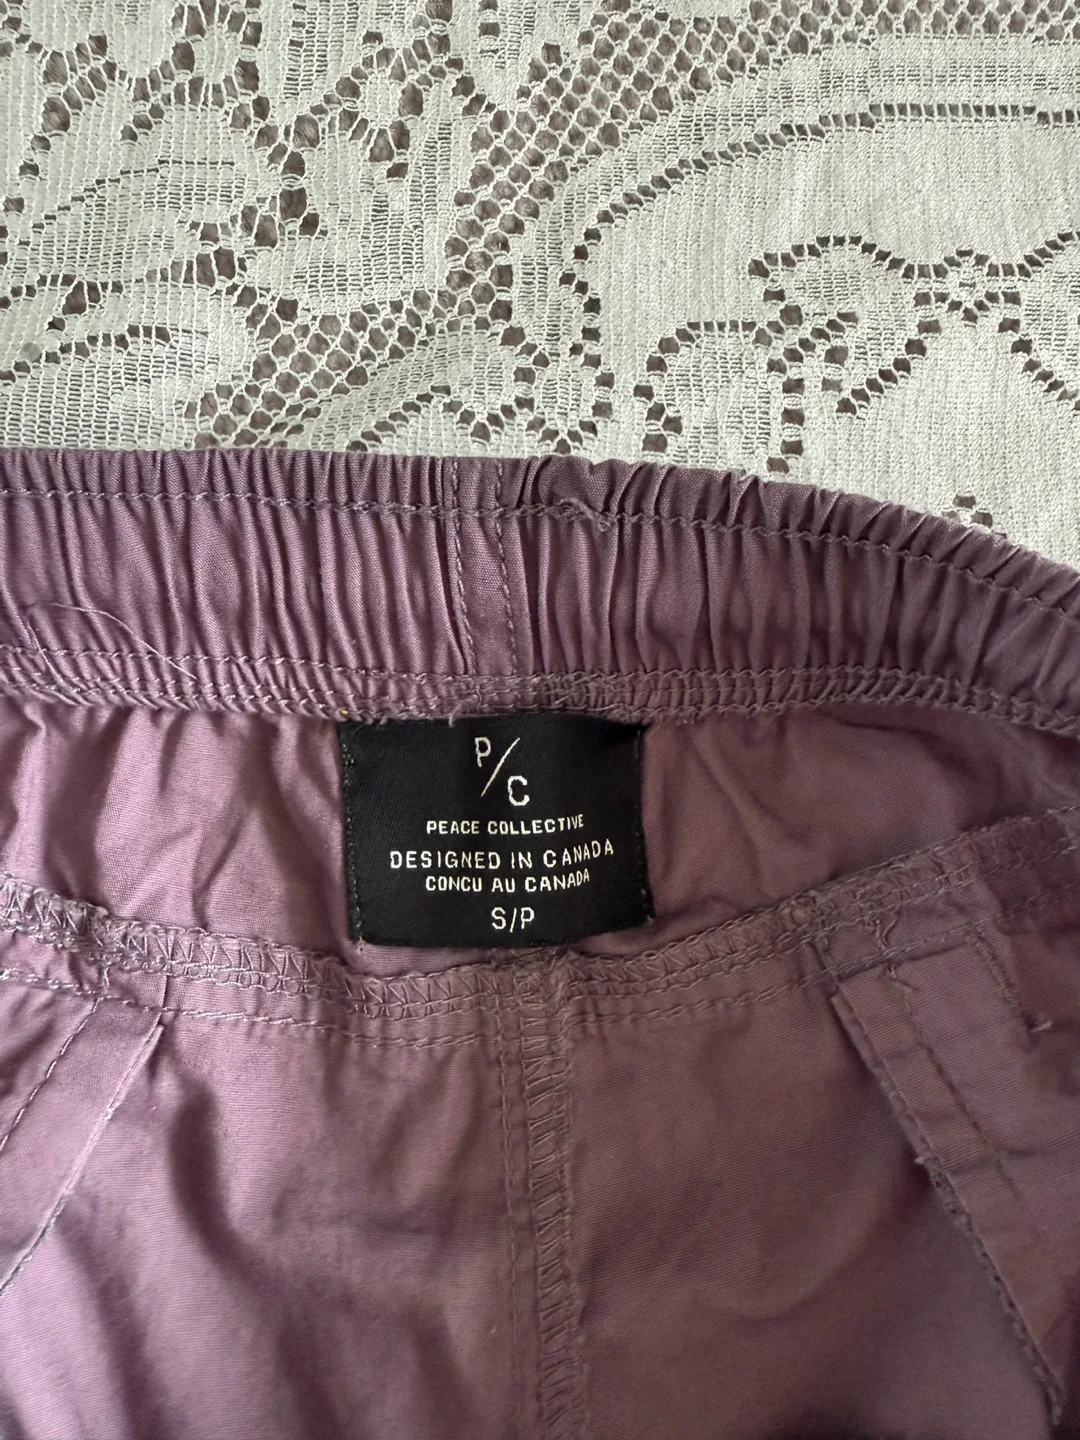 P/C
PEACE COLLECTIVE
DESIGNED IN CANADA
CONCU AU CANADA
S/P